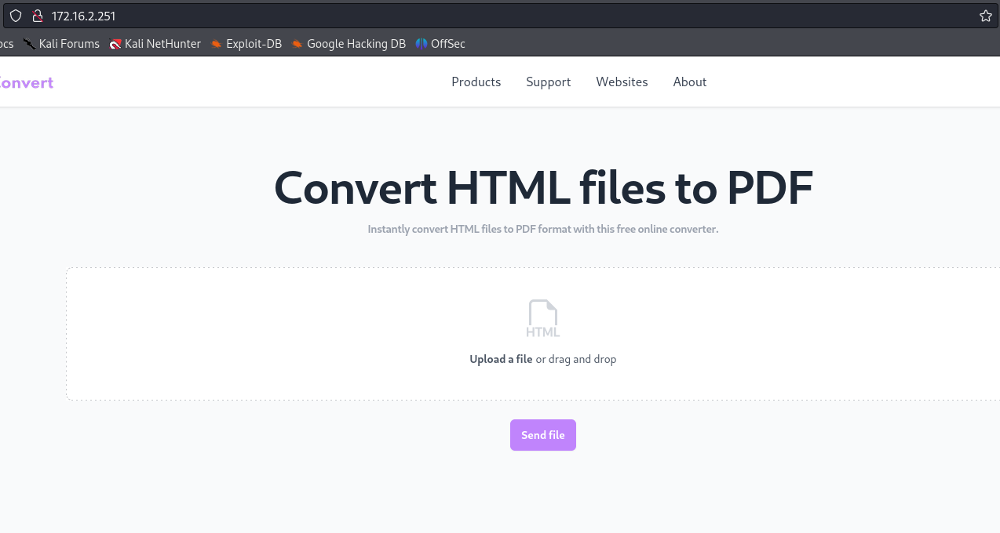 172.16.2.251
ocs Kali Forums Kali NetHunter Exploit-DB Google Hacking DB OffSec
Convert Products Support Websites About
Convert HTML files to PDF
Instantly convert HTML files to PDF format with this free online converter.
HTML
Upload a file or drag and drop
Send file